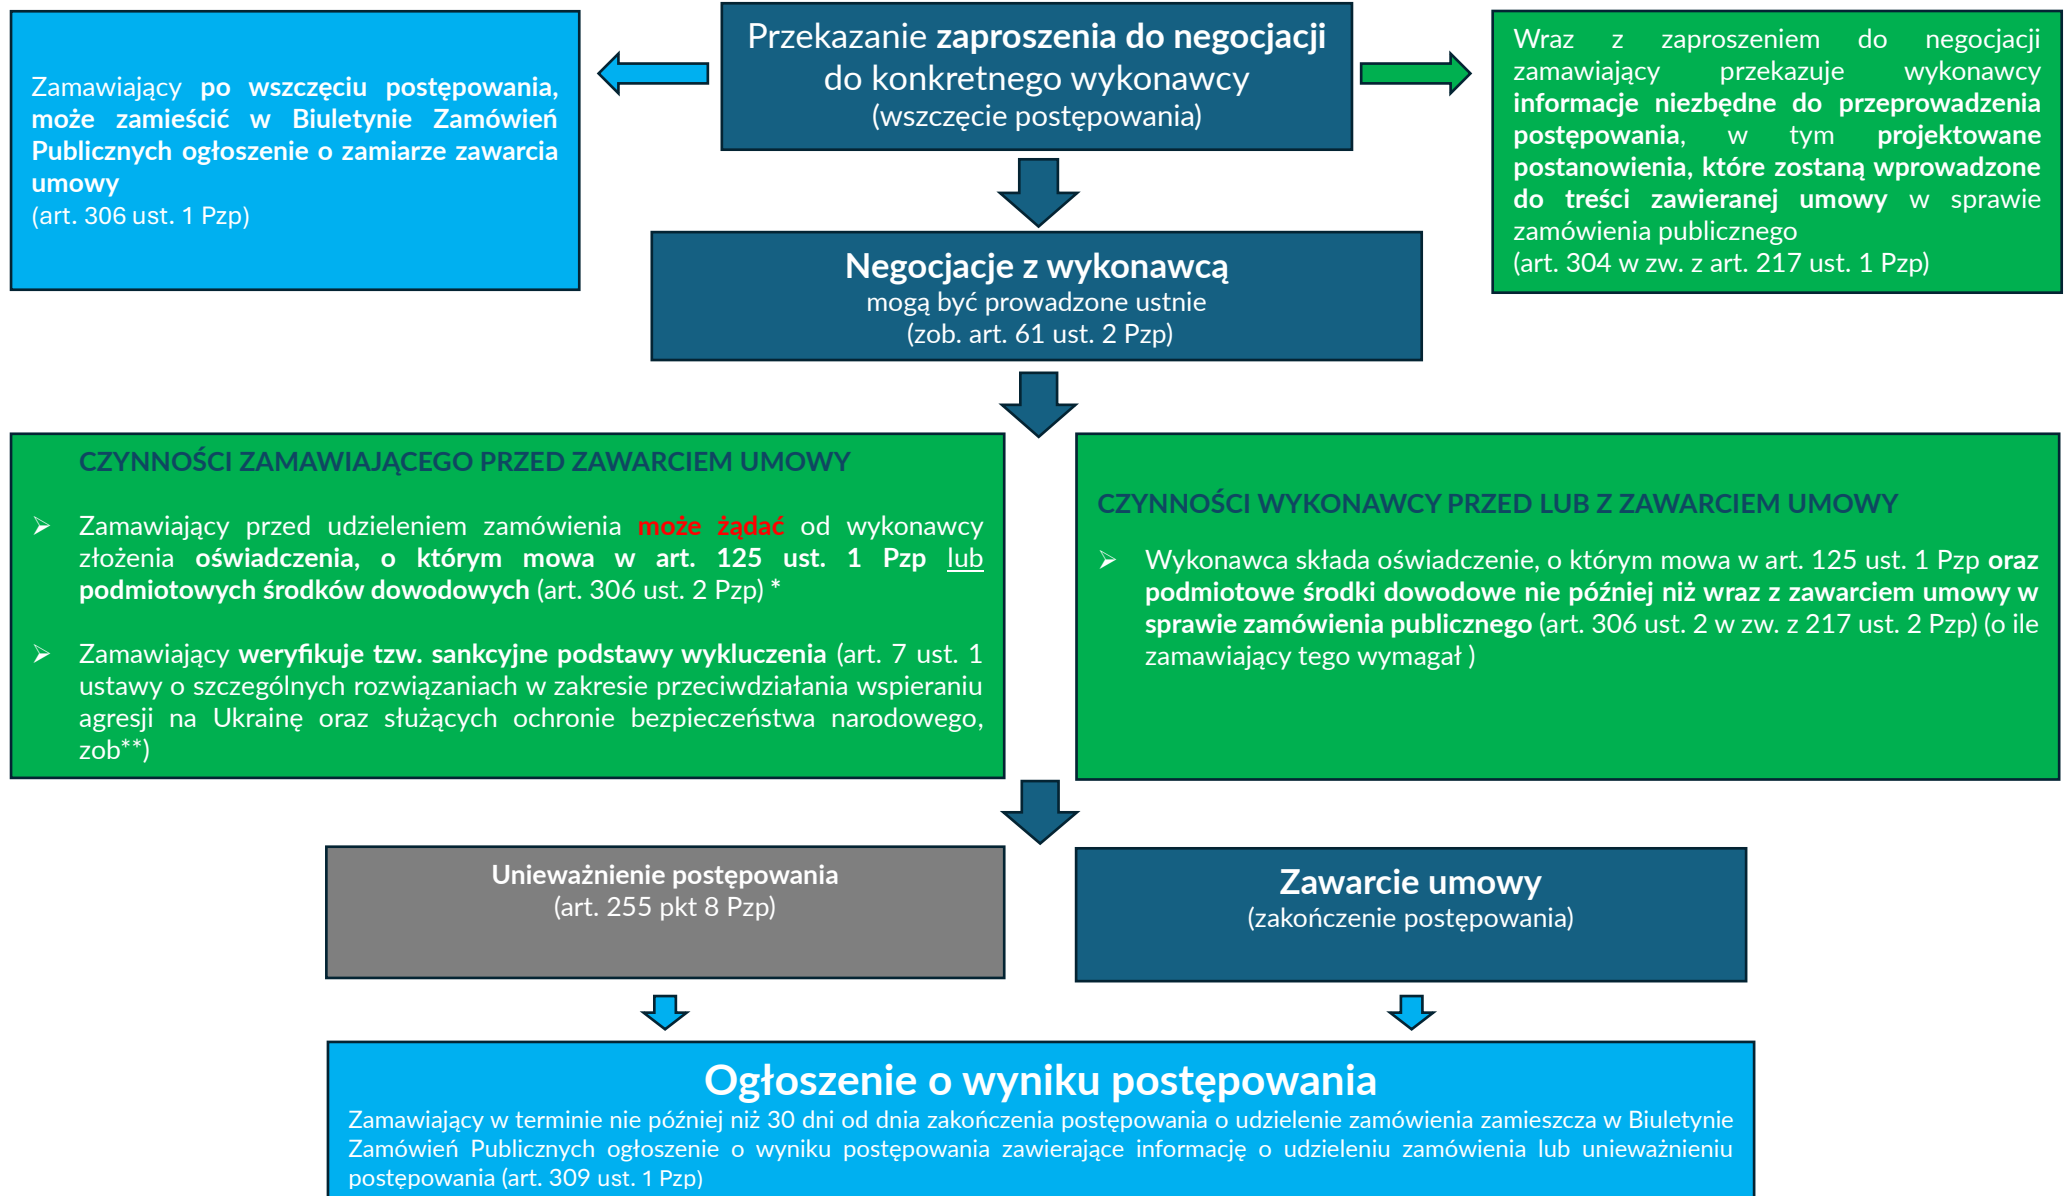 Zamawiający po wszczęciu postępowania,
może zamieścić w Biuletynie Zamówień
Publicznych ogłoszenie o zamiarze zawarcia
umowy
(art. 306 ust. 1 Pzp)
Przekazanie zaproszenia do negocjacji
do konkretnego wykonawcy
(wszczęcie postępowania)
Wraz z zaproszeniem do negocjacji
zamawiający przekazuje wykonawcy
informacje niezbędne do przeprowadzenia
postępowania, w tym projektowane
postanowienia, które zostaną wprowadzone
do treści zawieranej umowy w sprawie
zamówienia publicznego
(art. 304 w zw. z art. 217 ust. 1 Pzp)
Negocjacje z wykonawcą
mogą być prowadzone ustnie
(zob. art. 61 ust. 2 Pzp)
CZYNNOŚCI ZAMAWIAJĄCEGO PRZED ZAWARCIEM UMOWY
➢ Zamawiający przed udzieleniem zamówienia może żądać od wykonawcy
złożenia oświadczenia, o którym mowa w art. 125 ust. 1 Pzp lub
podmiotowych środków dowodowych (art. 306 ust. 2 Pzp) *
➢ Zamawiający weryfikuje tzw. sankcyjne podstawy wykluczenia (art. 7 ust. 1
ustawy o szczególnych rozwiązaniach w zakresie przeciwdziałania wspieraniu
agresji na Ukrainę oraz służących ochronie bezpieczeństwa narodowego,
zob**)
CZYNNOŚCI WYKONAWCY PRZED LUB Z ZAWARCIEM UMOWY
➢ Wykonawca składa oświadczenie, o którym mowa w art. 125 ust. 1 Pzp oraz
podmiotowe środki dowodowe nie później niż wraz z zawarciem umowy w
sprawie zamówienia publicznego (art. 306 ust. 2 w zw. z 217 ust. 2 Pzp) (o ile
zamawiający tego wymagał )
Unieważnienie postępowania
(art. 255 pkt 8 Pzp)
Zawarcie umowy
(zakończenie postępowania)
Ogłoszenie o wyniku postępowania
Zamawiający w terminie nie później niż 30 dni od dnia zakończenia postępowania o udzielenie zamówienia zamieszcza w Biuletynie
Zamówień Publicznych ogłoszenie o wyniku postępowania zawierające informację o udzieleniu zamówienia lub unieważnieniu
postępowania (art. 309 ust. 1 Pzp)